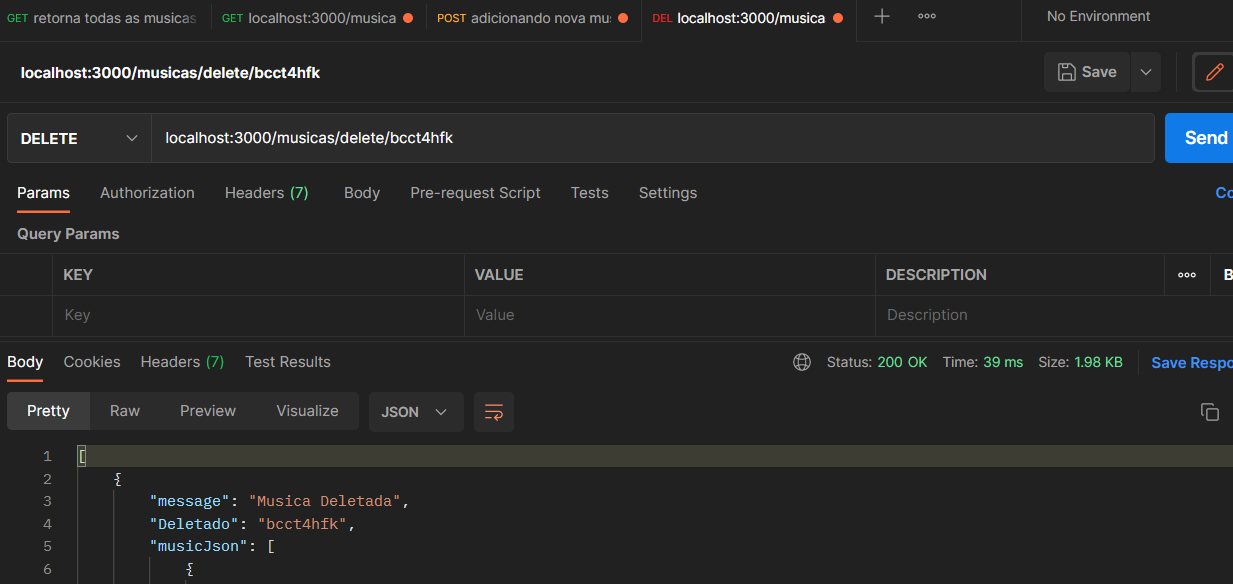 GET retorna todas as musicas GET localhost:3000/musica POST adicionando nova mu DEL localhost:3000/musica No Environment
localhost:3000/musicas/delete/bcct4hfk Save
DELETE localhost:3000/musicas/delete/bcct4hfk Send
Params Authorization Headers (7) Body Pre-request Script Tests Settings Co
Query Params
KEY VALUE DESCRIPTION B
Key Value Description
Body Cookies Headers (7) Test Results Status: 200 OK Time: 39 ms Size: 1.98 KB Save Respo
Pretty Raw Preview Visualize JSON
1 [
2 {
3 "message": "Musica Deletada",
4 "Deletado": "bcct4hfk",
5 "musicJson": [
6 {